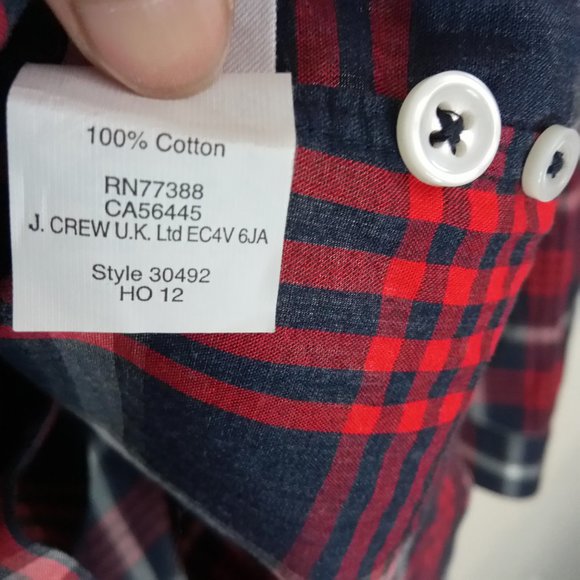 100% Cotton
RN77388
CA56445
J. CREW U.K. Ltd EC4V 6JA
Style 30492
HO 12